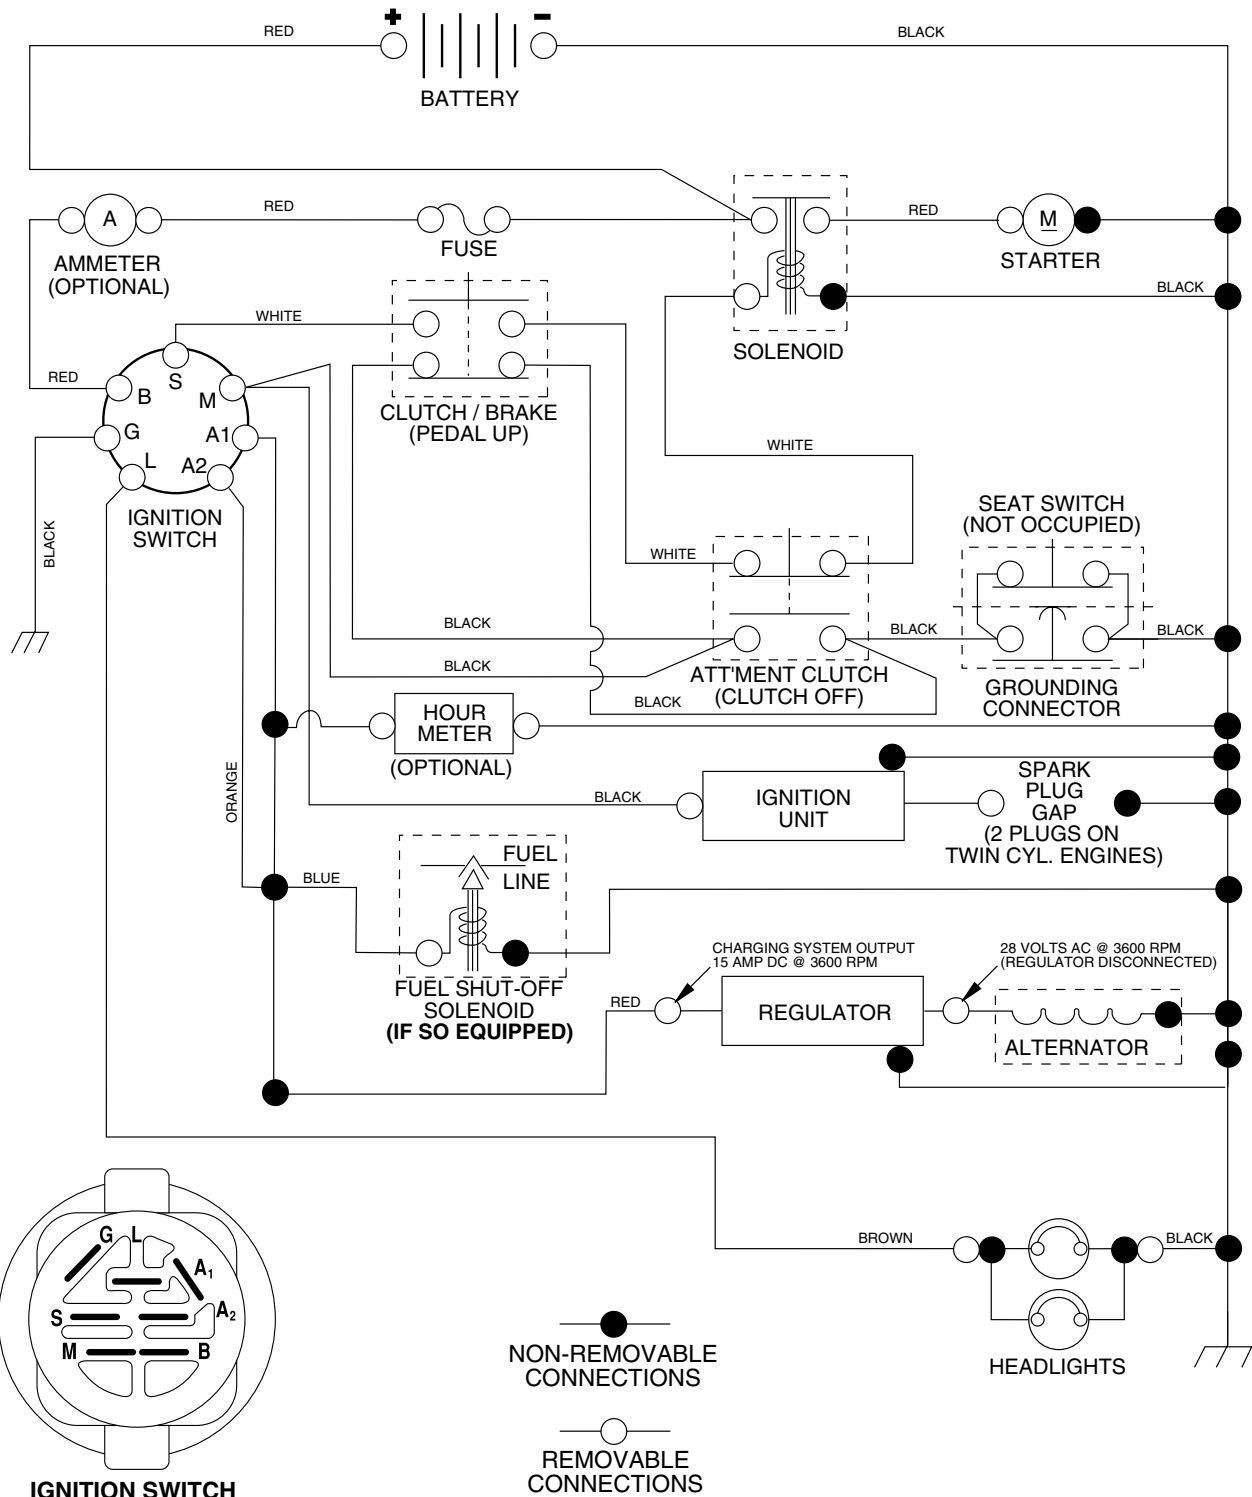 +
–
RED
BLACK
BATTERY
A
RED
FUSE
AMMETER
(OPTIONAL)
RED
M
STARTER
BLACK
SOLENOID
WHITE
RED
S
B
M
G
A1
L
A2
IGNITION
SWITCH
CLUTCH / BRAKE
(PEDAL UP)
WHITE
SEAT SWITCH
(NOT OCCUPIED)
BLACK
WHITE
BLACK
BLACK
BLACK
BLACK
ATT'MENT CLUTCH
(CLUTCH OFF)
GROUNDING
CONNECTOR
BLACK
HOUR
METER
(OPTIONAL)
ORANGE
BLACK
IGNITION
UNIT
SPARK
PLUG
GAP
(2 PLUGS ON
TWIN CYL. ENGINES)
BLUE
FUEL
LINE
FUEL SHUT-OFF
SOLENOID
(IF SO EQUIPPED)
CHARGING SYSTEM OUTPUT
15 AMP DC @ 3600 RPM
28 VOLTS AC @ 3600 RPM
(REGULATOR DISCONNECTED)
RED
REGULATOR
ALTERNATOR
BROWN
BLACK
HEADLIGHTS
G L
A1
S
A2
M
B
IGNITION SWITCH
NON-REMOVABLE
CONNECTIONS
REMOVABLE
CONNECTIONS